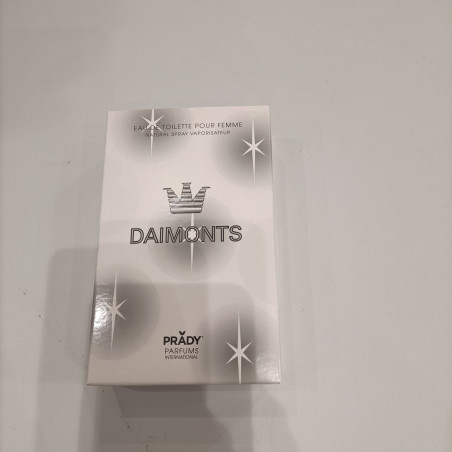 EAU DE TOILETTE POUR FEMME
NATURAL SPRAY VAPORISATEUR
DAIMONTS
PRADY
PARFUMS
INTERNATIONAL